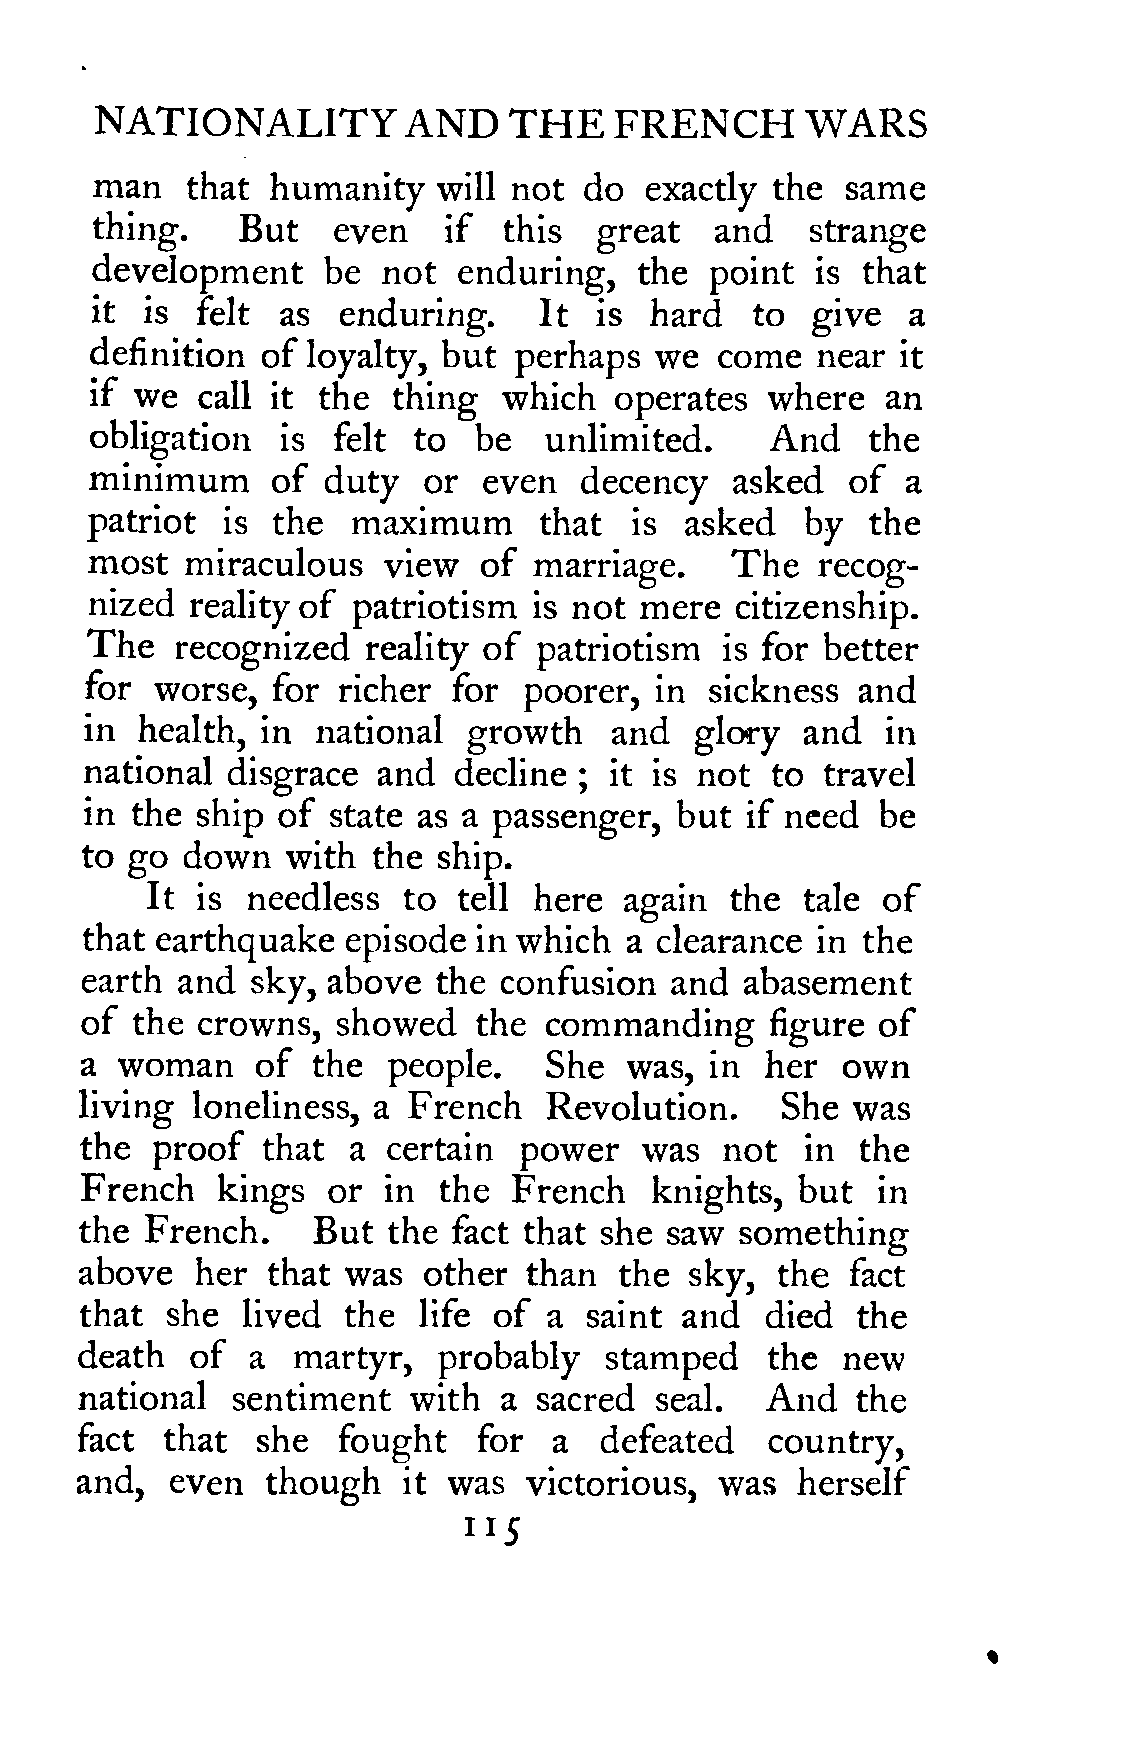 NATIONALITY AND THE FRENCH WARS
man that humanity will not do exactly the same
thing. But even if this great and strange
development be not enduring, the point is that
it is felt as enduring. It is hard to give a
definition of loyalty, but perhaps we come near it
if we call it the thing which operates where an
obligation is felt to be unlimited. And the
minimum of duty or even decency asked of a
patriot is the maximum that is asked by the
most miraculous view of marriage. The recog-
nized reality of patriotism is not mere citizenship.
The recognized reality of patriotism is for better
for worse, for richer for poorer, in sickness and
in health, in national growth and glory and in
national disgrace and decline ; it is not to travel
in the ship of state as a passenger, but if need be
to go down with the ship.
It is needless to tell here again the tale of
that earthquake episode in which a clearance in the
earth and sky, above the confusion and abasement
of the crowns, showed the commanding figure of
a woman of the people. She was, in her own
living loneliness, a French Revolution. She was
the proof that a certain power was not in the
French kings or in the French knights, but in
the French. But the fact that she saw something
above her that was other than the sky, the fact
that she lived the life of a saint and died the
death of a martyr, probably stamped the new
national sentiment with a sacred seal. And the
fact that she fought for a defeated country,
and, even though it was victorious, was herself
115